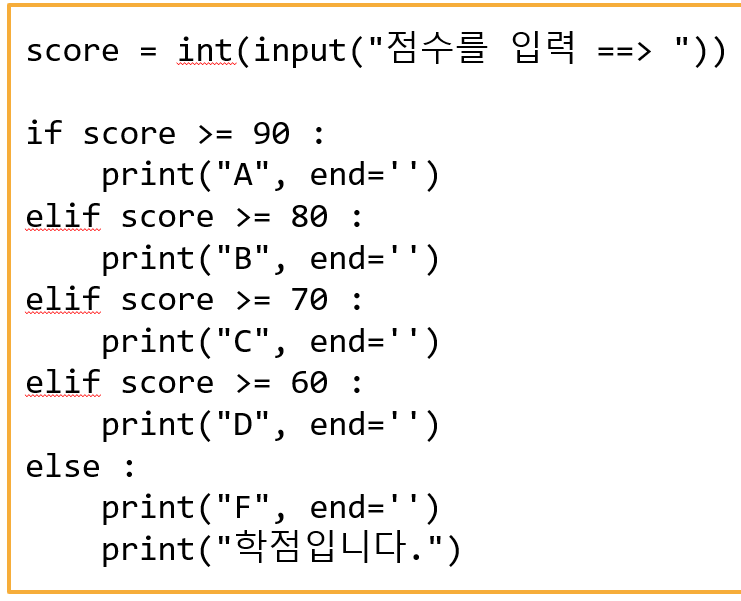 score = int(input("점수를 입력 ==> "))
if score >= 90 :
    print("A", end='')
elif score >= 80 :
    print("B", end='')
elif score >= 70 :
    print("C", end='')
elif score >= 60 :
    print("D", end='')
else :
    print("F", end='')
    print("학점입니다.")